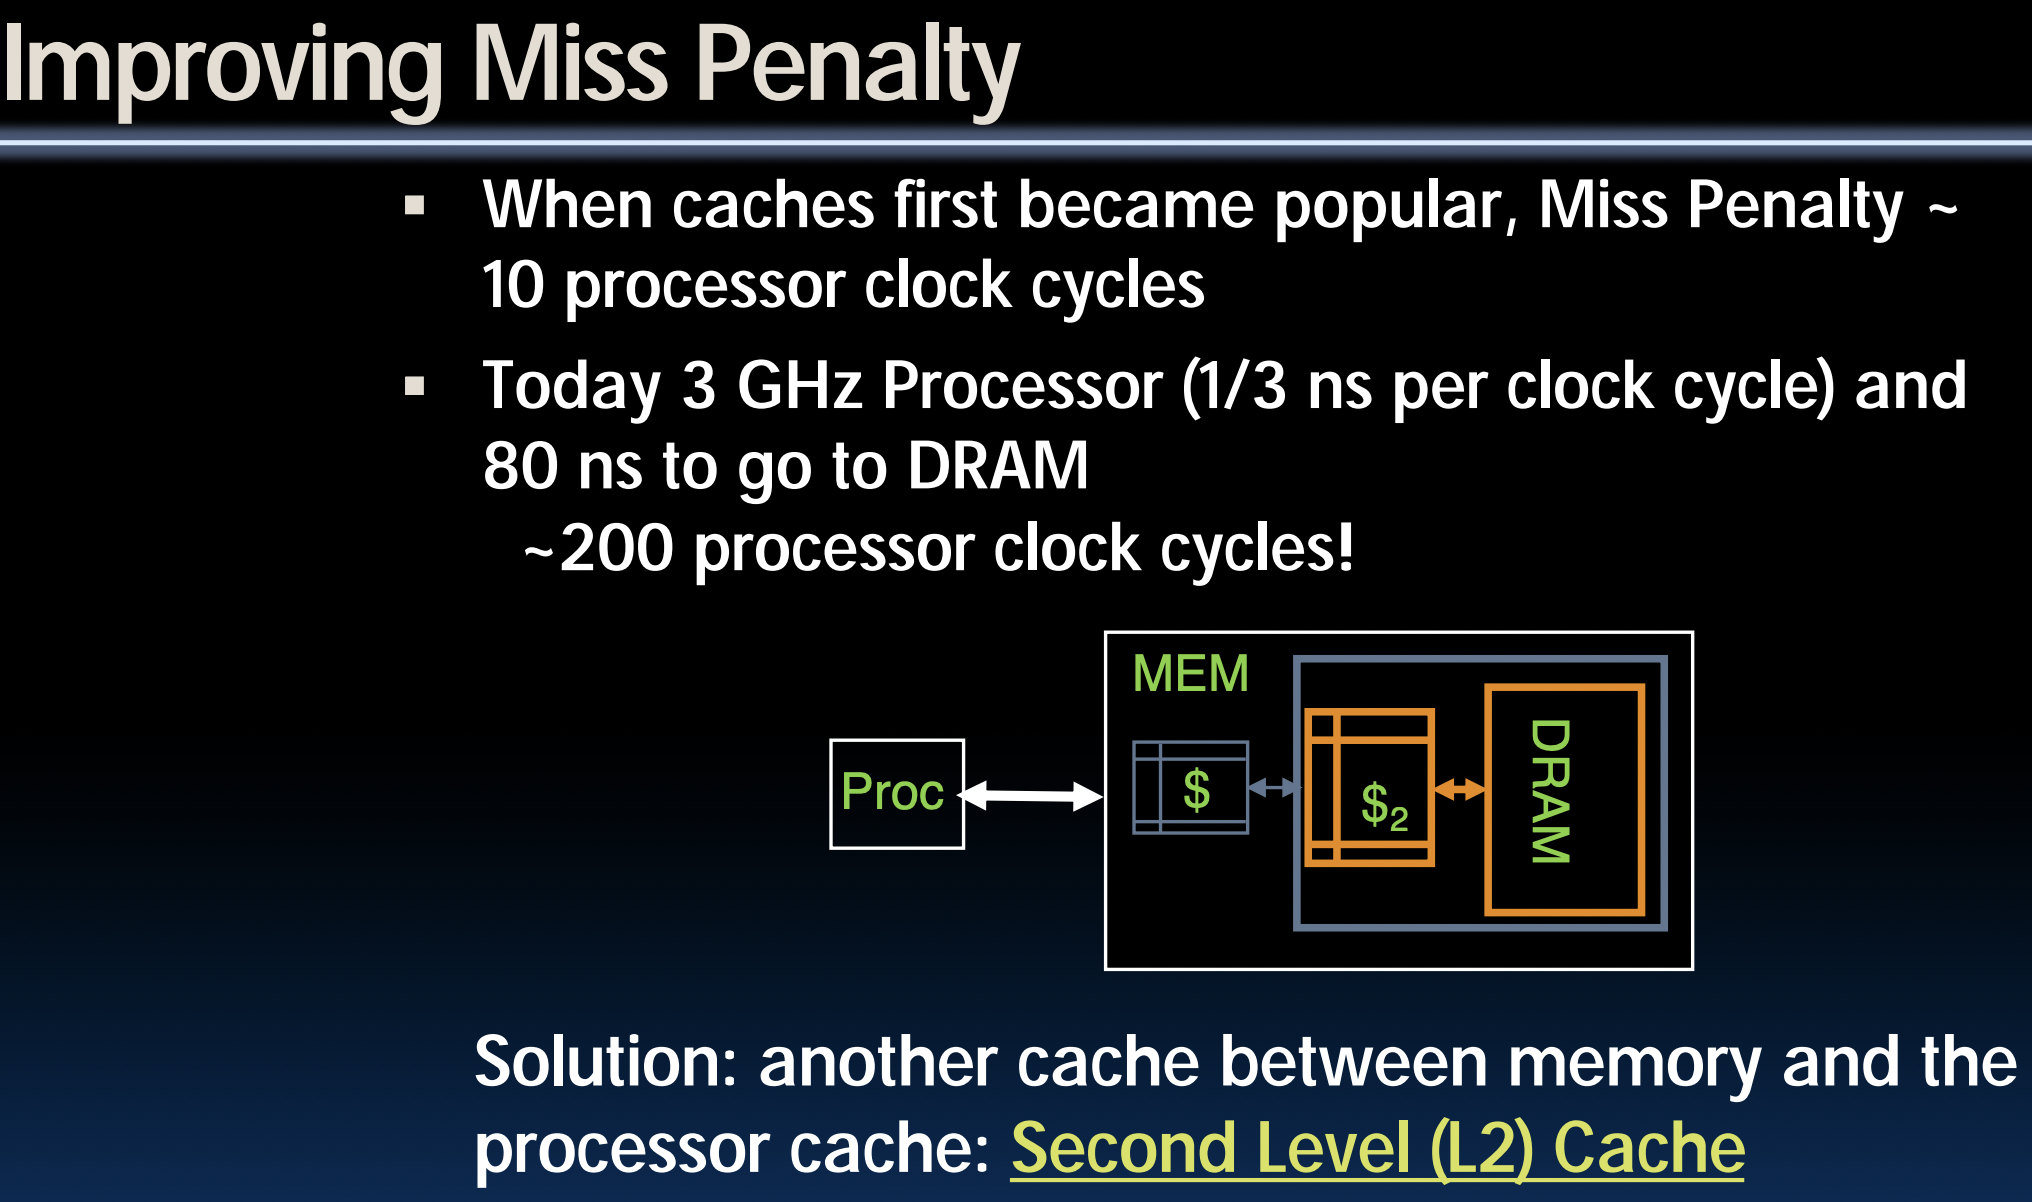 Improving Miss Penalty
▪ When caches first became popular, Miss Penalty ~
10 processor clock cycles
▪ Today 3 GHz Processor (1/3 ns per clock cycle) and
80 ns to go to DRAM
~200 processor clock cycles!
MEM
Proc
$
$₂
DRAM
Solution: another cache between memory and the
processor cache: Second Level (L2) Cache